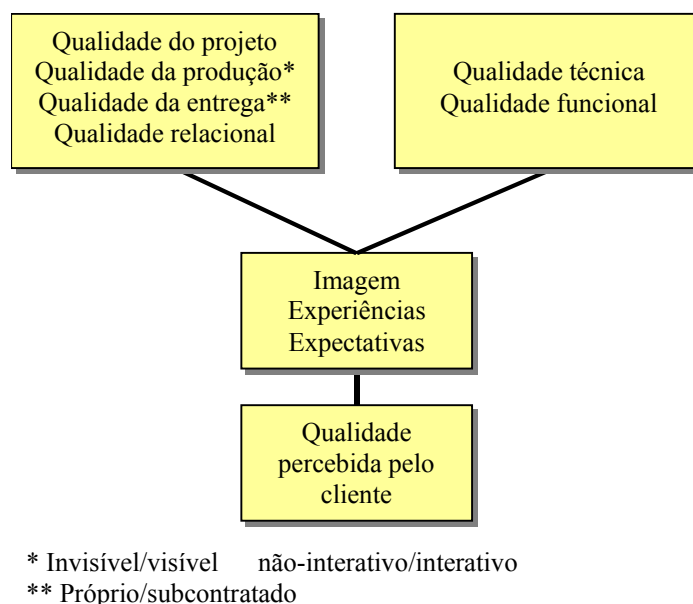 Qualidade do projeto
Qualidade da produção*
Qualidade da entrega**
Qualidade relacional
Qualidade técnica
Qualidade funcional
Imagem
Experiências
Expectativas
Qualidade
percebida pelo
cliente
* Invisível/visível não-interativo/interativo
** Próprio/subcontratado